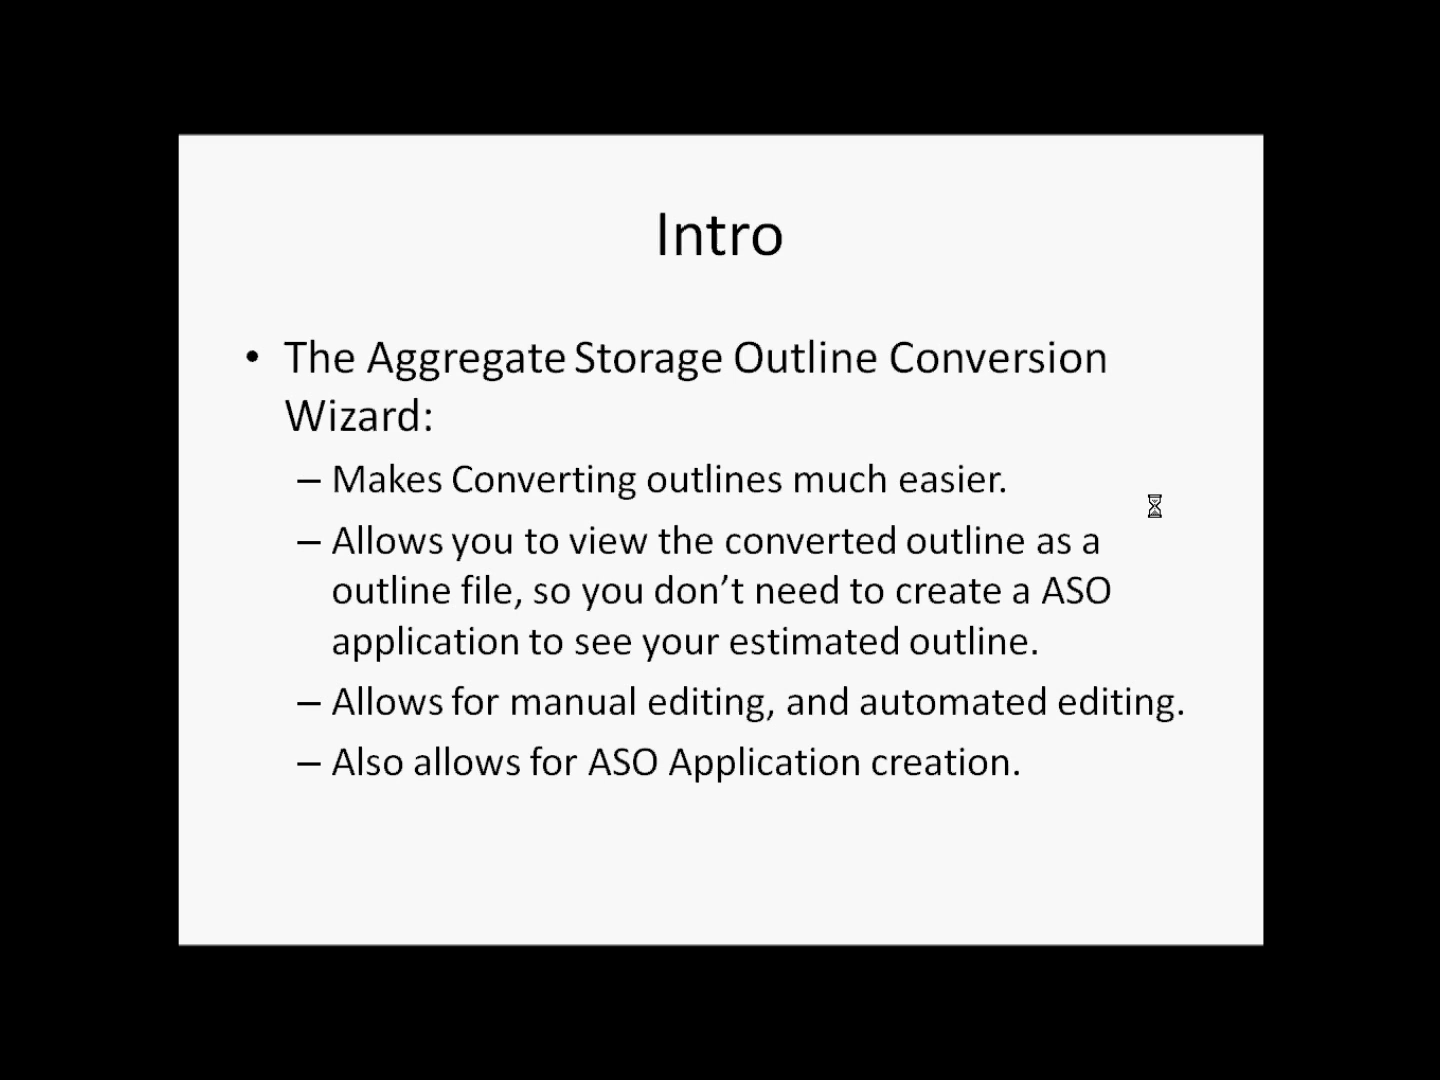 Intro
• The Aggregate Storage Outline Conversion
Wizard:
– Makes Converting outlines much easier.
– Allows you to view the converted outline as a
outline file, so you don’t need to create a ASO
application to see your estimated outline.
– Allows for manual editing, and automated editing.
– Also allows for ASO Application creation.